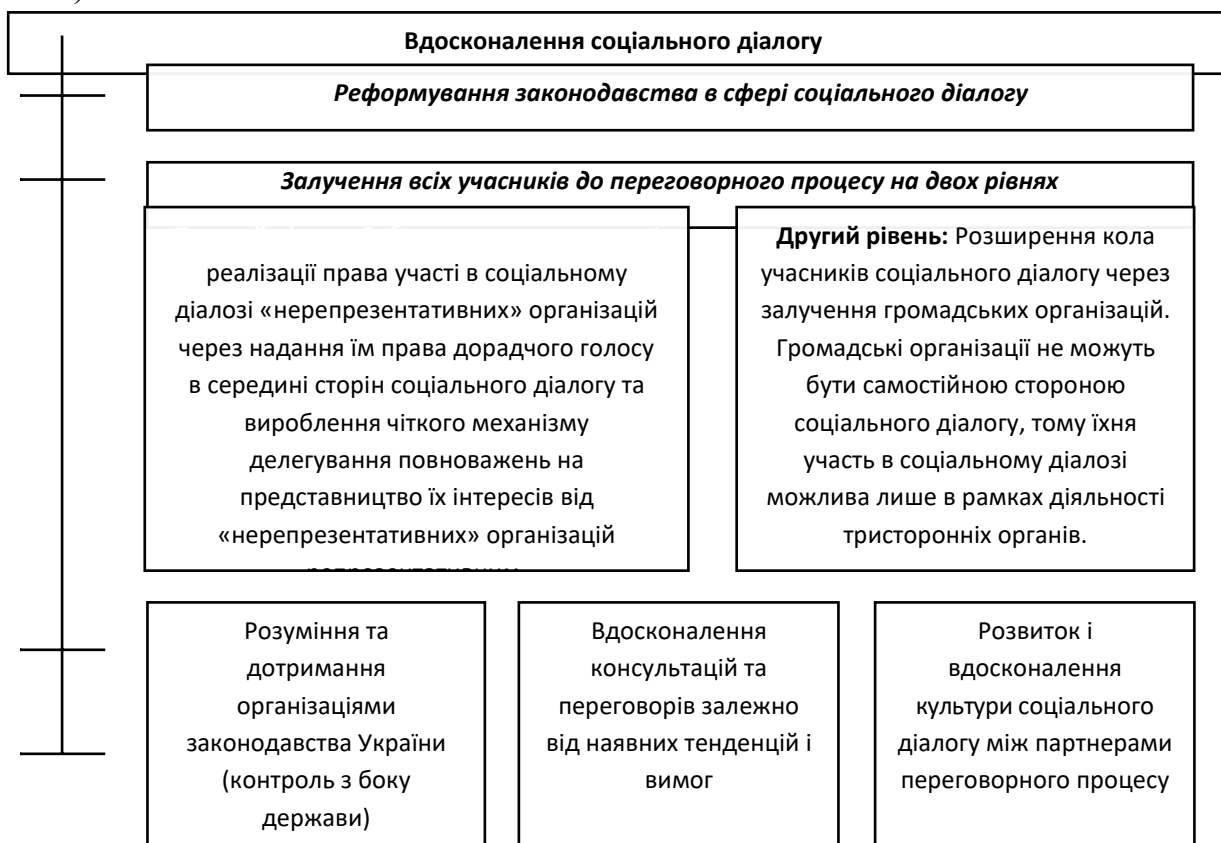 Вдосконалення соціального діалогу
Реформування законодавства в сфері соціального діалогу
Залучення всіх учасників до переговорного процесу на двох рівнях
реалізації права участі в соціальному
діалозі «нерепрезентативних» організацій
через надання їм права дорадчого голосу
в середині сторін соціального діалогу та
вироблення чіткого механізму
делегування повноважень на
представництво їх інтересів від
«нерепрезентативних» організацій
Другий рівень: Розширення кола
учасників соціального діалогу через
залучення громадських організацій.
Громадські організації не можуть
бути самостійною стороною
соціального діалогу, тому їхня
участь в соціальному діалозі
можлива лише в рамках діяльності
тристоронніх органів.
Розуміння та
дотримання
організаціями
законодавства України
(контроль з боку
держави)
Вдосконалення
консультацій та
переговорів залежно
від наявних тенденцій і
вимог
Розвиток і
вдосконалення
культури соціального
діалогу між партнерами
переговорного процесу